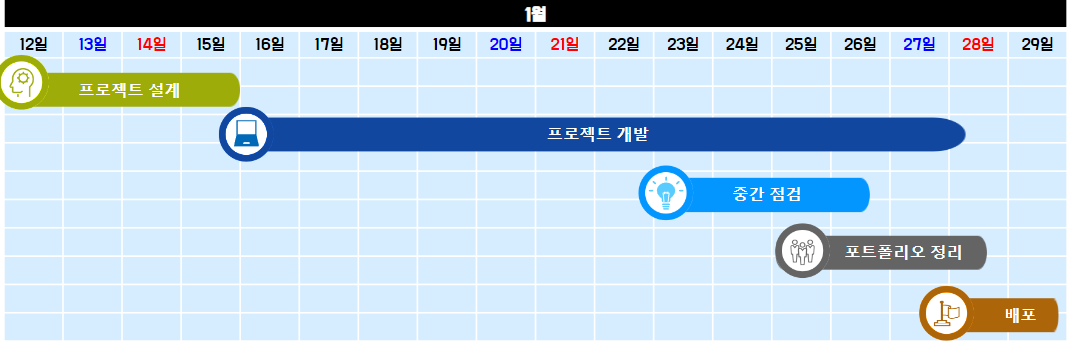 1월
12일 13일 14일 15일 16일 17일 18일 19일 20일 21일 22일 23일 24일 25일 26일 27일 28일 29일
프로젝트 설계
프로젝트 개발
중간 점검
포트폴리오 정리
배포